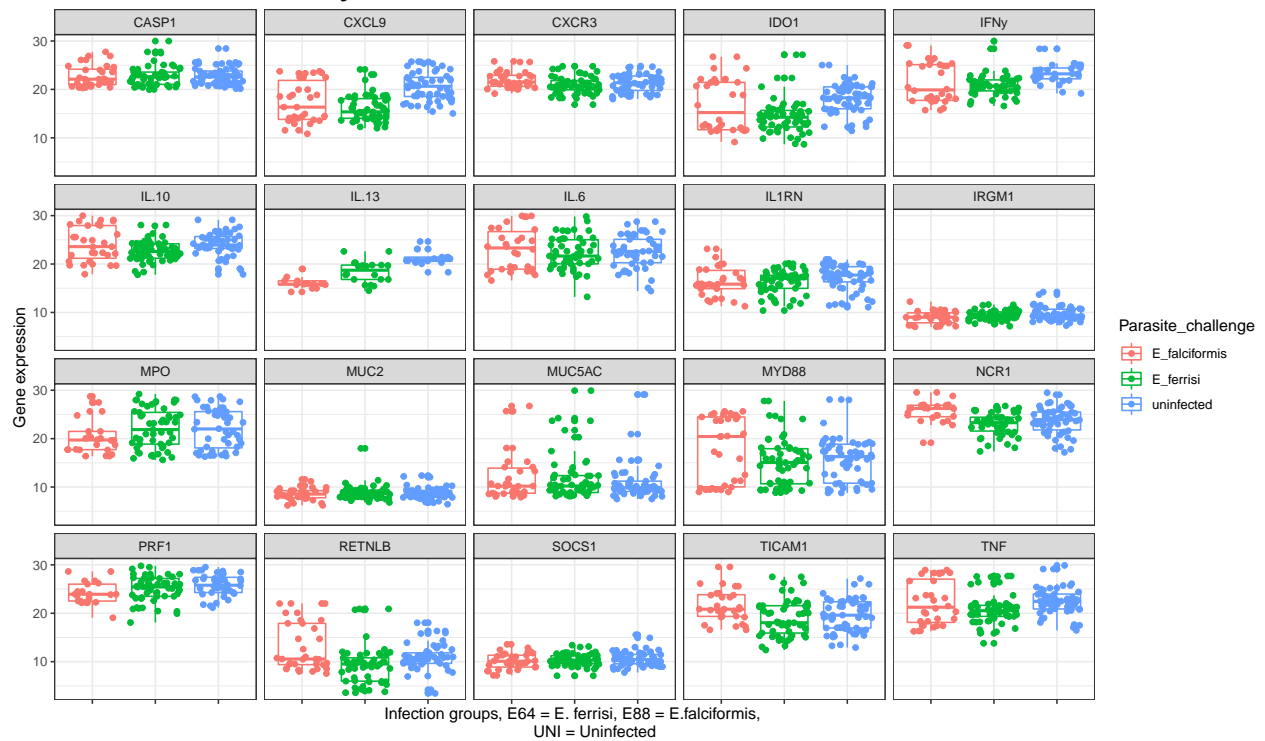 CASP1 CXCL9 CXCR3 IDO1 IFNy
30
20
10
IL.10 IL.13 IL.6 IL1RN IRGM1
30
20
10
MPO MUC2 MUC5AC MYD88 NCR1
30
20
10
PRF1 RETNLB SOCS1 TICAM1 TNF
30
20
10
Gene expression
Infection groups, E64 = E. ferrisi, E88 = E.falciformis,
UNI = Uninfected
Parasite_challenge
E_falciformis
E_ferrisi
uninfected